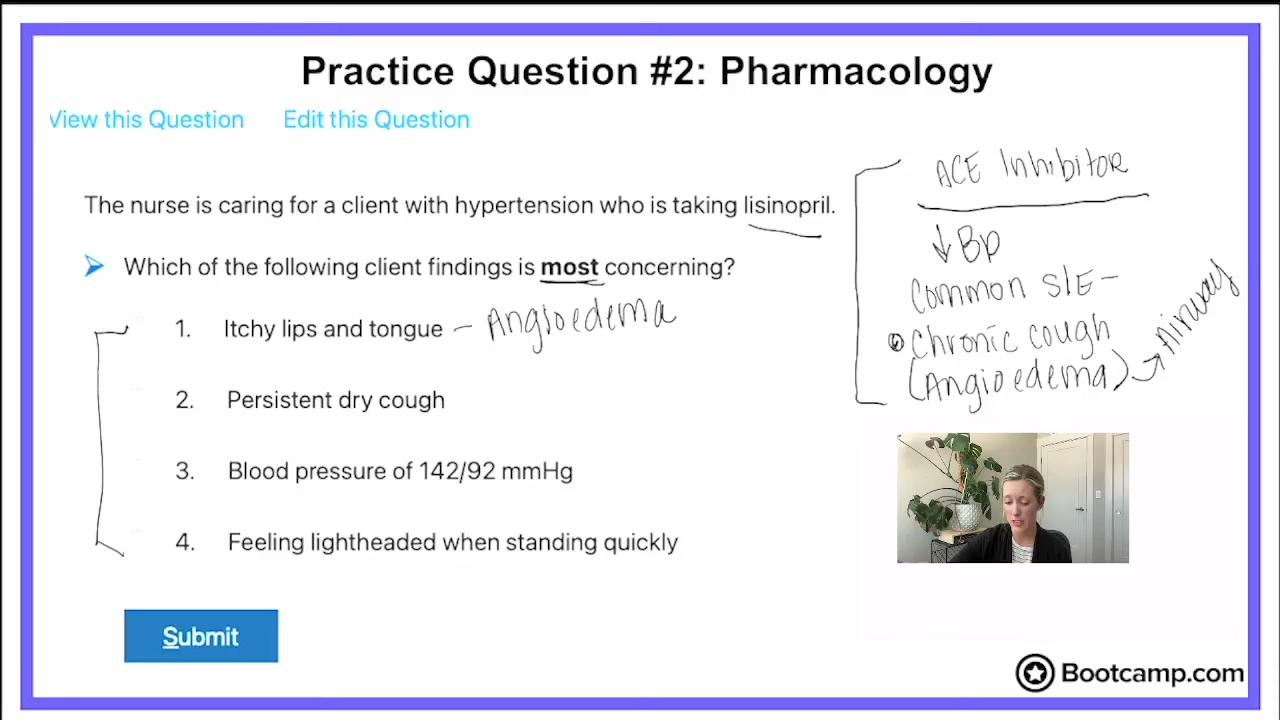 Practice Question #2: Pharmacology
View this Question Edit this Question
The nurse is caring for a client with hypertension who is taking lisinopril.
Which of the following client findings is most concerning?
1. Itchy lips and tongue – Angioedema
2. Persistent dry cough
3. Blood pressure of 142/92 mmHg
4. Feeling lightheaded when standing quickly
Submit
ACE Inhibitor
↓ Bp
Common S/E –
Chronic cough
(Angioedema) → Airway
Bootcamp.com